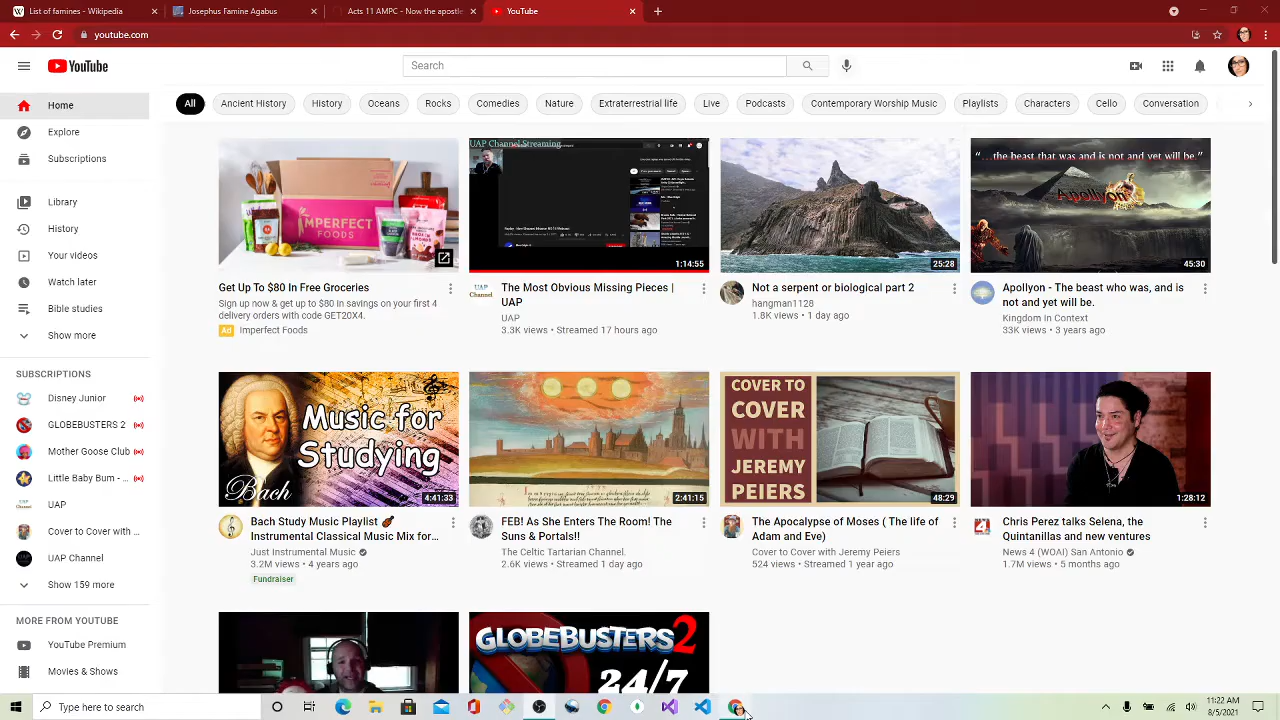 List of famines - Wikipedia
Josephus Agabus
Acts 11 AMPC - Now the apostle
YouTube
youtube.com
YouTube
Search
All
Ancient History
History
Oceans
Rocks
Comedies
Nature
Extraterrestrial life
Live
Podcasts
Contemporary Worship Music
Playlists
Characters
Cello
Conversation
Home
Explore
Subscriptions
Library
History
Your videos
Watch later
Bible studies
Show more
SUBSCRIPTIONS
Disney Junior
GLOBEBUSTERS 2
Mother Goose Club
Little Baby Bum - ...
UAP
Cover to Cover with ...
UAP Channel
Show 159 more
MORE FROM YOUTUBE
YouTube Premium
Movies & Shows
IMPERFECT
FOODS
Get Up To $80 In Free Groceries
Sign up now & get up to $80 in savings on your first 4
delivery orders with code GET20X4.
Ad Imperfect Foods
UAP Channel Streaming
1:14:55
UAP
Channel
The Most Obvious Missing Pieces |
UAP
UAP
3.3K views • Streamed 17 hours ago
25:28
Not a serpent or biological part 2
hangman1128
1.8K views • 1 day ago
"...the beast that was and is not and yet will be."
45:30
Apollyon - The beast who was, and is
not and yet will be.
Kingdom In Context
33K views • 3 years ago
Music for
Studying
Bach
4:41:33
Bach Study Music Playlist 🎻
Instrumental Classical Music Mix for...
Just Instrumental Music
3.2M views • 4 years ago
Fundraiser
2:41:15
FEB! As She Enters The Room! The
Suns & Portals!!
The Celtic Tartarian Channel.
2.6K views • Streamed 1 day ago
COVER TO
COVER
WITH
JEREMY
PEIERS
48:29
The Apocalypse of Moses ( The life of
Adam and Eve)
Cover to Cover with Jeremy Peiers
524 views • Streamed 1 year ago
1:28:12
4
Chris Perez talks Selena, the
Quintanillas and never ventures
News 4 (WOAI) San Antonio
1.7M views • 5 months ago
GLOBEBUSTERS 2
24/7
Type here to search
11:22 AM
8/5/2021